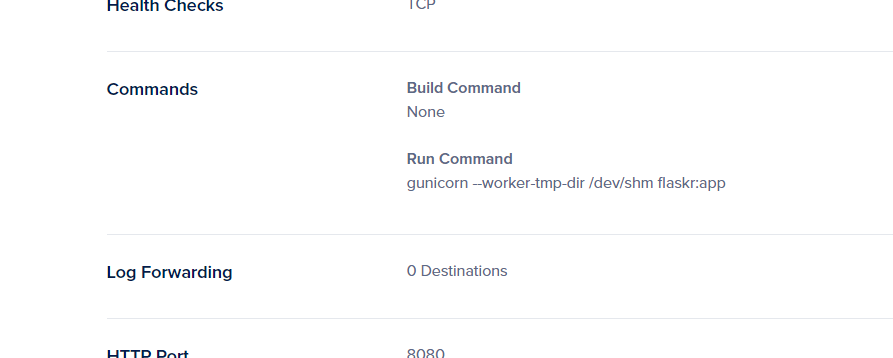 Health Checks
TCP
Commands
Build Command
None
Run Command
gunicorn --worker-tmp-dir /dev/shm flaskr:app
Log Forwarding
0 Destinations
HTTP Port
8080